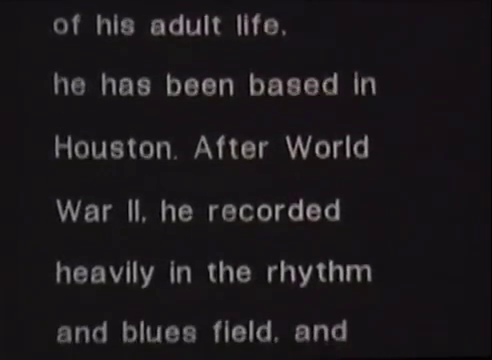 of his adult life,
he has been based in
Houston. After World
War II, he recorded
heavily in the rhythm
and blues field, and